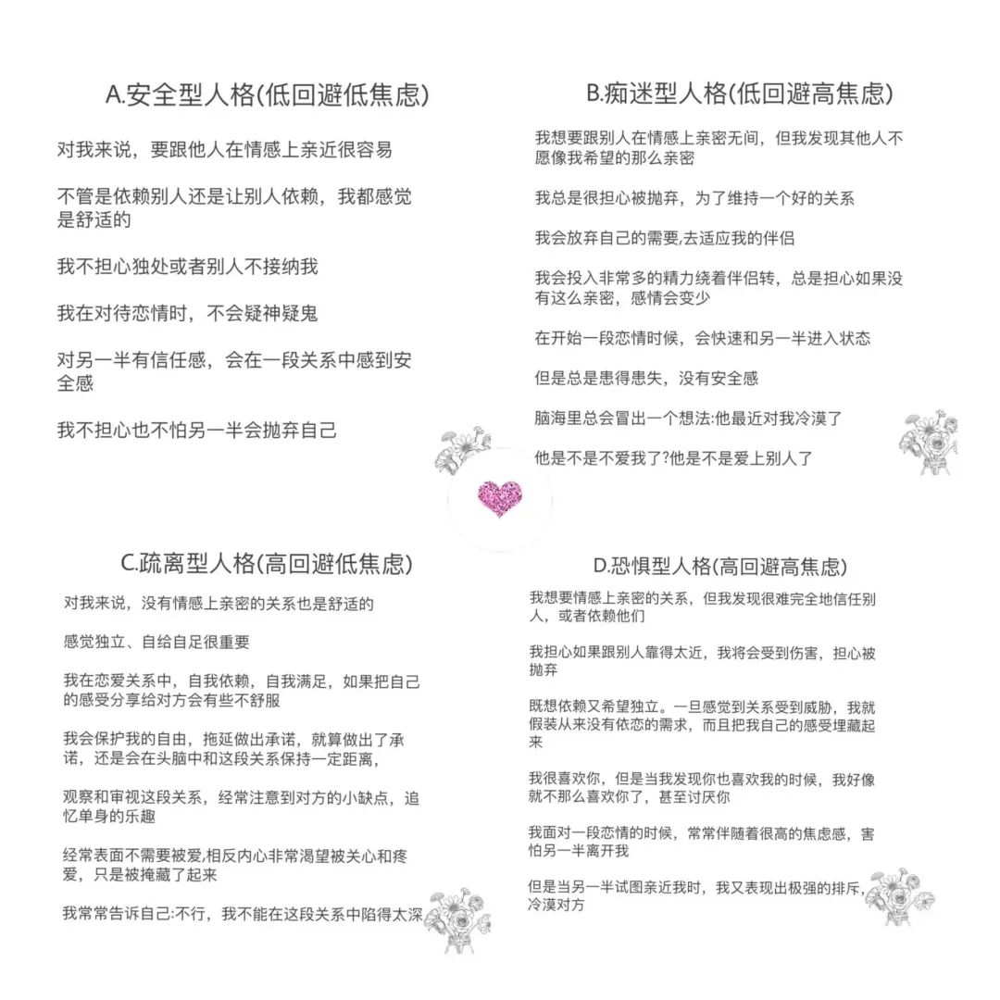 A.安全型人格(低回避低焦虑)
对我来说，要跟他人在情感上亲近很容易
不管是依赖别人还是让别人依赖，我都感觉
是舒适的
我不担心独处或者别人不接纳我
我在对待恋情时，不会疑神疑鬼
对另一半有信任感，会在一段关系中感到安
全感
我不担心也不怕另一半会抛弃自己
B.痴迷型人格(低回避高焦虑)
我想要跟别人在情感上亲密无间，但我发现其他人不
愿像我希望的那么亲密
我总是很担心被抛弃，为了维持一个好的关系
我会放弃自己的需要,去适应我的伴侣
我会投入非常多的精力绕着伴侣转，总是担心如果没
有这么亲密，感情会变少
在开始一段恋情时候，会快速和另一半进入状态
但是总是患得患失，没有安全感
脑海里总会冒出一个想法:他最近对我冷漠了
他是不是不爱我了?他是不是爱上别人了
C.疏离型人格(高回避低焦虑)
对我来说，没有情感上亲密的关系也是舒适的
感觉独立、自给自足很重要
我在恋爱关系中，自我依赖，自我满足，如果把自己
的感受分享给对方会有些不舒服
我会保护我的自由，拖延做出承诺，就算做出了承
诺，还是会在头脑中和这段关系保持一定距离，
观察和审视这段关系，经常注意到对方的小缺点，追
忆单身的乐趣
经常表面不需要被爱,相反内心非常渴望被关心和疼
爱，只是被掩藏了起来
我常常告诉自己:不行，我不能在这段关系中陷得太深
D.恐惧型人格(高回避高焦虑)
我想要情感上亲密的关系，但我发现很难完全地信任别
人，或者依赖他们
我担心如果跟别人靠得太近，我将会受到伤害，担心被
抛弃
既想依赖又希望独立。一旦感觉到关系受到威胁，我就
假装从来没有依恋的需求，而且把我自己的感受埋藏起
来
我很喜欢你，但是当我发现你也喜欢我的时候，我好像
就不那么喜欢你了，甚至讨厌你
我面对一段恋情的时候，常常伴随着很高的焦虑感，害
怕另一半离开我
但是当另一半试图亲近我时，我又表现出极强的排斥，
冷漠对方